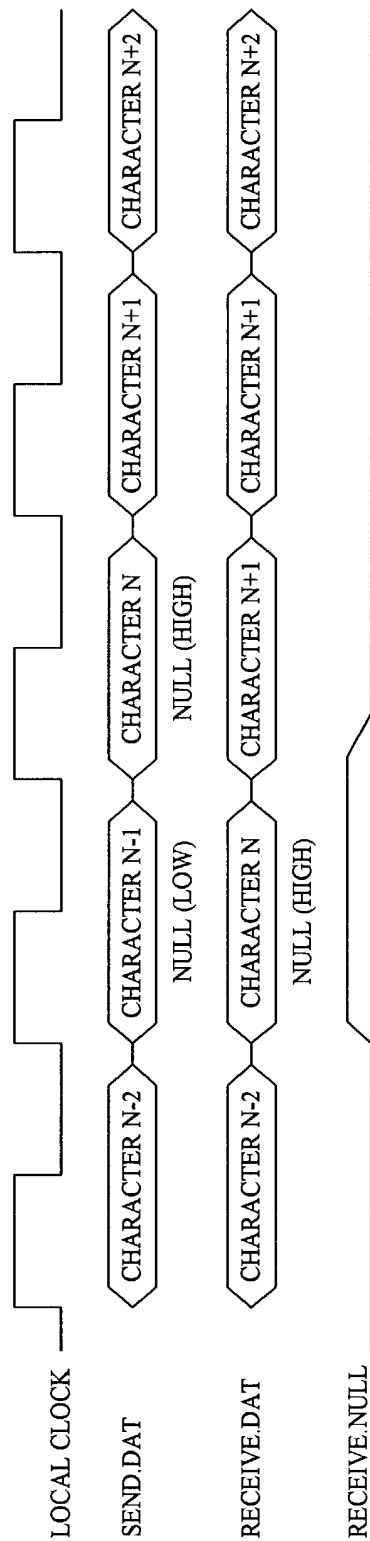 LOCAL CLOCK
SEND.DAT
CHARACTER N-2
CHARACTER N-1
CHARACTER N
CHARACTER N+1
CHARACTER N+2
NULL (LOW)
NULL (HIGH)
RECEIVE.DAT
CHARACTER N-2
CHARACTER N
CHARACTER N+1
CHARACTER N+1
CHARACTER N+2
NULL (HIGH)
RECEIVE.NULL